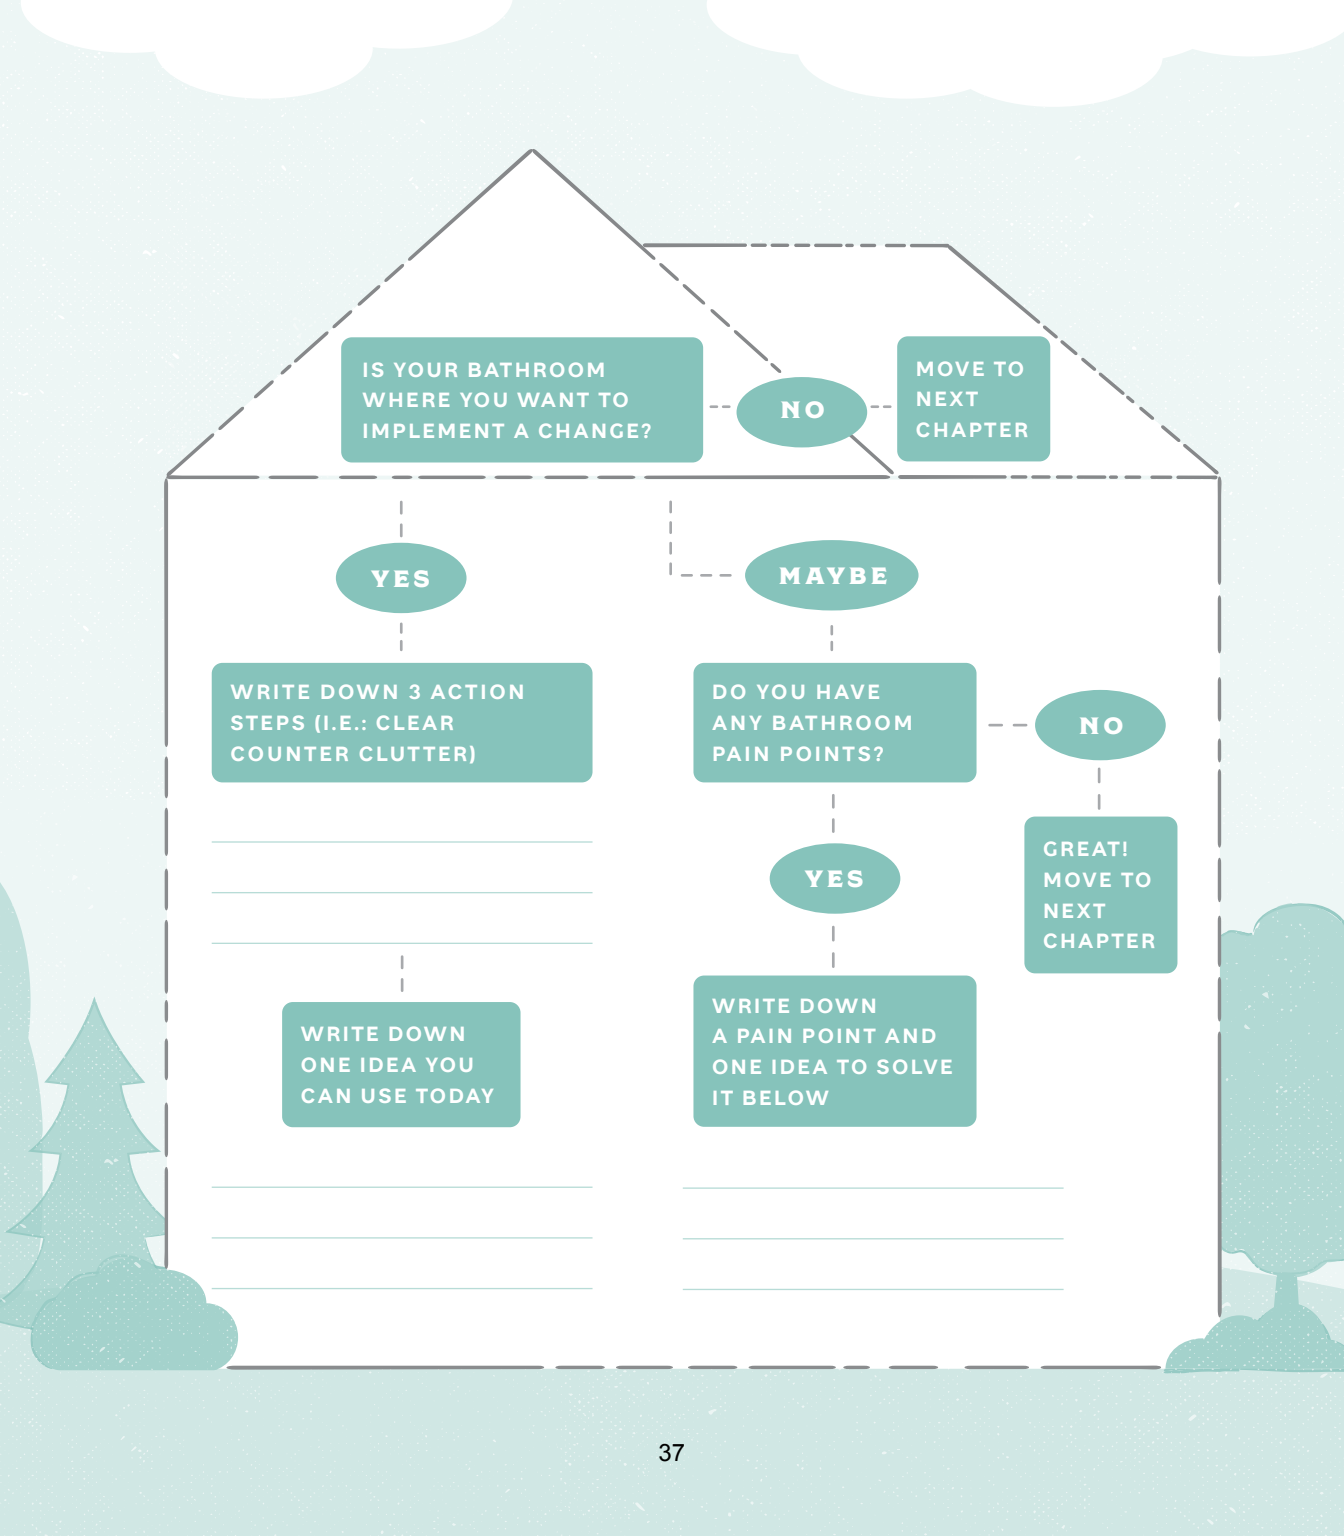 IS YOUR BATHROOM
WHERE YOU WANT TO
IMPLEMENT A CHANGE?
NO
MOVE TO
NEXT
CHAPTER
YES
MAYBE
WRITE DOWN 3 ACTION
STEPS (I.E.: CLEAR
COUNTER CLUTTER)
DO YOU HAVE
ANY BATHROOM
PAIN POINTS?
NO
YES
GREAT!
MOVE TO
NEXT
CHAPTER
WRITE DOWN
ONE IDEA YOU
CAN USE TODAY
WRITE DOWN
A PAIN POINT AND
ONE IDEA TO SOLVE
IT BELOW
37